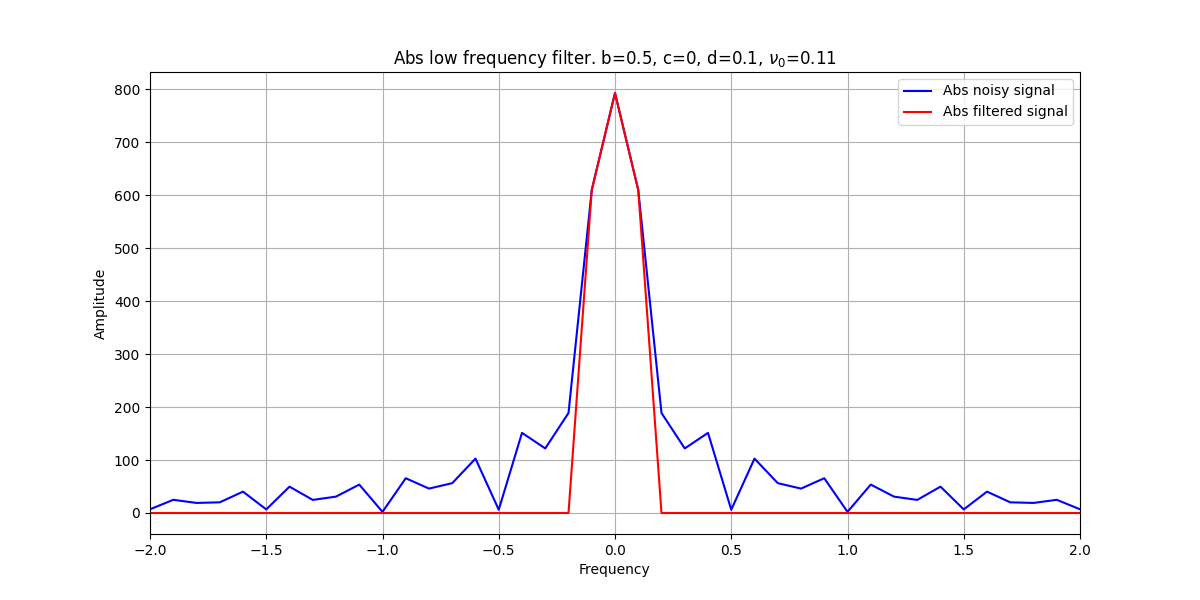 Abs low frequency filter. b=0.5, c=0, d=0.1, $\nu_0$=0.11
Abs noisy signal
Abs filtered signal
800
700
600
500
400
300
200
100
0
Amplitude
−2.0 −1.5 −1.0 −0.5 0.0 0.5 1.0 1.5 2.0
Frequency